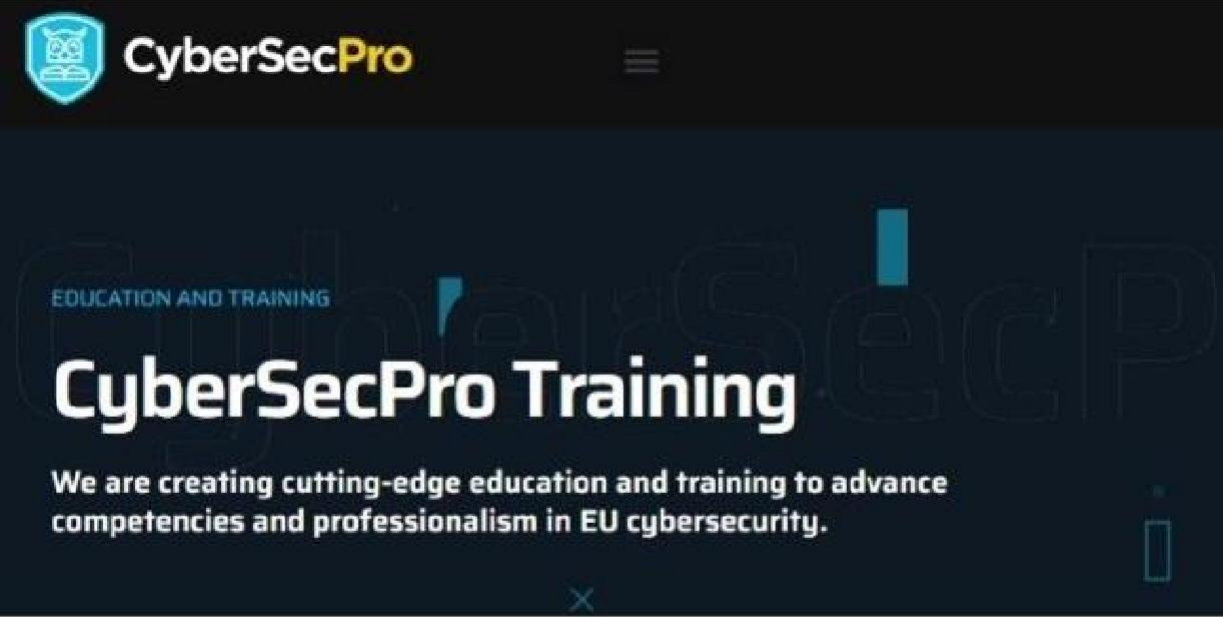 CyberSecPro
EDUCATION AND TRAINING
CyberSecPro Training
We are creating cutting-edge education and training to advance
competencies and professionalism in EU cybersecurity.
CyberSecP